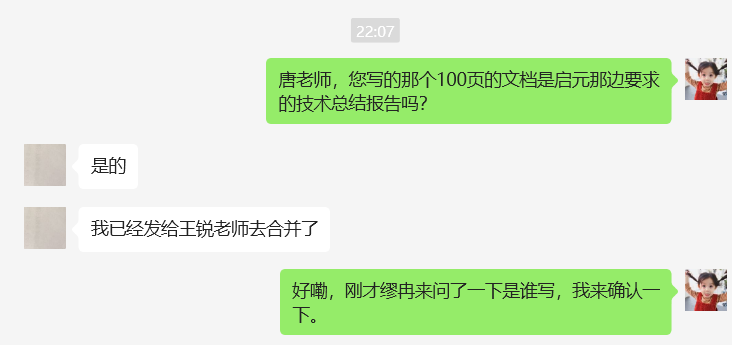 22:07
唐老师，您写的那个100页的文档是启元那边要求
的技术总结报告吗？
是的
我已经发给王锐老师去合并了
好嘞，刚才缪冉来问了一下是谁写，我来确认一
下。